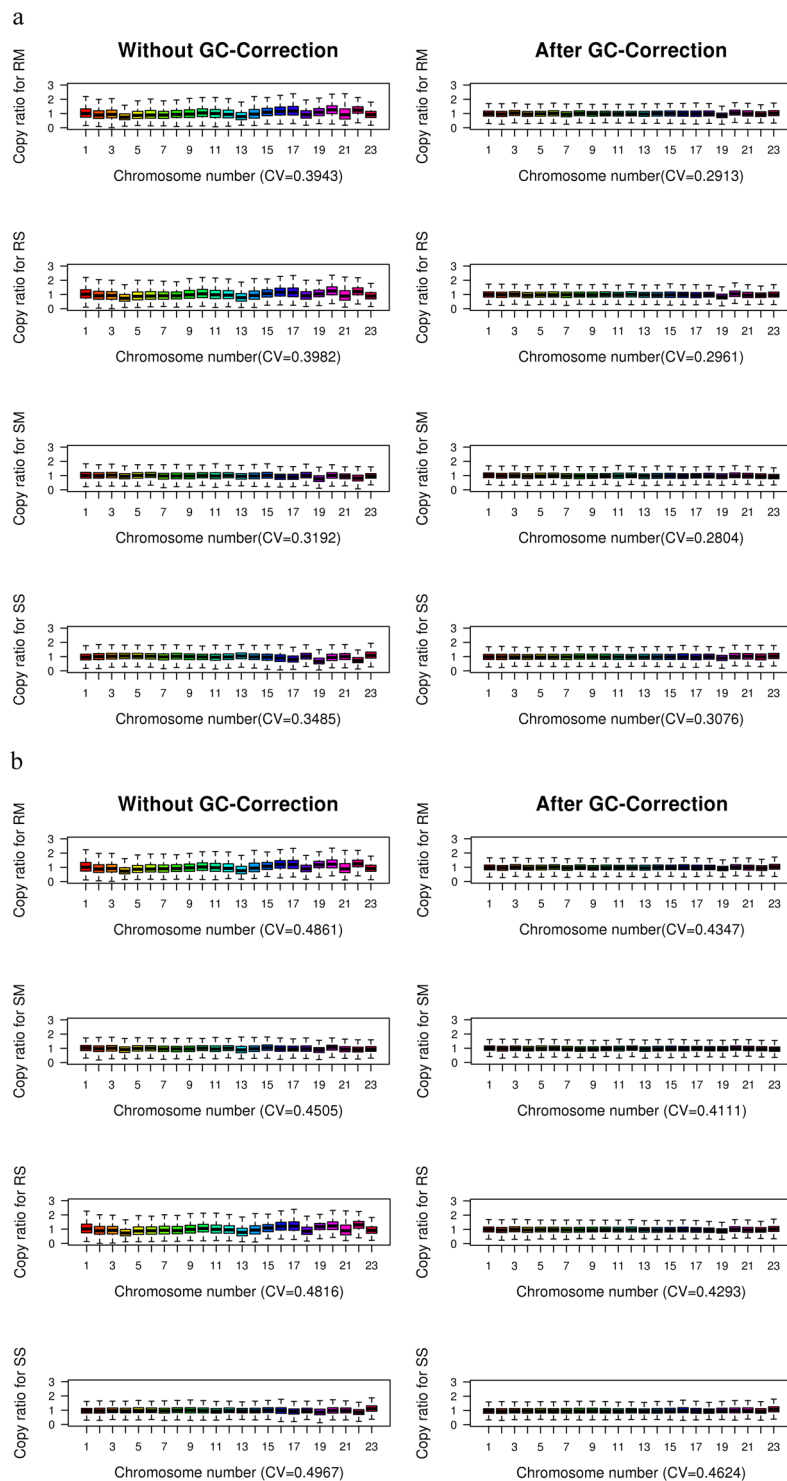 a
Without GC-Correction
After GC-Correction
Copy ratio for RM
3
2
1
0
1 3 5 7 9 11 13 15 17 19 21 23
Chromosome number (CV=0.3943)
Copy ratio for RM
3
2
1
0
1 3 5 7 9 11 13 15 17 19 21 23
Chromosome number(CV=0.2913)
Copy ratio for RS
3
2
1
0
1 3 5 7 9 11 13 15 17 19 21 23
Chromosome number(CV=0.3982)
Copy ratio for RS
3
2
1
0
1 3 5 7 9 11 13 15 17 19 21 23
Chromosome number(CV=0.2961)
Copy ratio for SM
3
2
1
0
1 3 5 7 9 11 13 15 17 19 21 23
Chromosome number(CV=0.3192)
Copy ratio for SM
3
2
1
0
1 3 5 7 9 11 13 15 17 19 21 23
Chromosome number(CV=0.2804)
Copy ratio for SS
3
2
1
0
1 3 5 7 9 11 13 15 17 19 21 23
Chromosome number(CV=0.3485)
Copy ratio for SS
3
2
1
0
1 3 5 7 9 11 13 15 17 19 21 23
Chromosome number(CV=0.3076)
b
Without GC-Correction
After GC-Correction
Copy ratio for RM
3
2
1
0
1 3 5 7 9 11 13 15 17 19 21 23
Chromosome number (CV=0.4861)
Copy ratio for RM
3
2
1
0
1 3 5 7 9 11 13 15 17 19 21 23
Chromosome number(CV=0.4347)
Copy ratio for SM
3
2
1
0
1 3 5 7 9 11 13 15 17 19 21 23
Chromosome number (CV=0.4505)
Copy ratio for SM
3
2
1
0
1 3 5 7 9 11 13 15 17 19 21 23
Chromosome number (CV=0.4111)
Copy ratio for RS
3
2
1
0
1 3 5 7 9 11 13 15 17 19 21 23
Chromosome number (CV=0.4816)
Copy ratio for RS
3
2
1
0
1 3 5 7 9 11 13 15 17 19 21 23
Chromosome number (CV=0.4293)
Copy ratio for SS
3
2
1
0
1 3 5 7 9 11 13 15 17 19 21 23
Chromosome number (CV=0.4967)
Copy ratio for SS
3
2
1
0
1 3 5 7 9 11 13 15 17 19 21 23
Chromosome number (CV=0.4624)